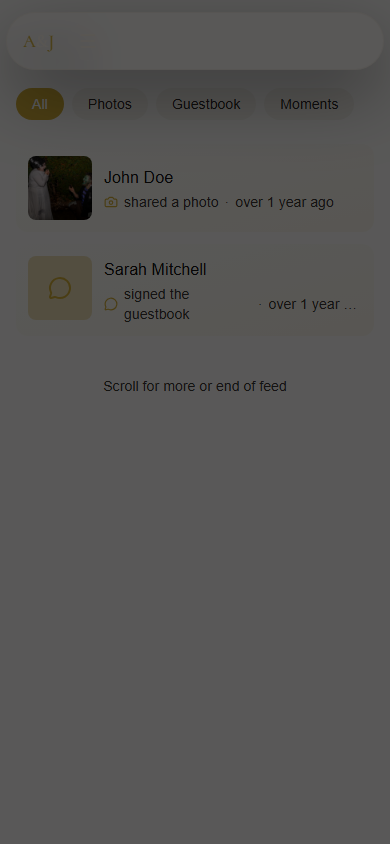 A J
All Photos Guestbook Moments
John Doe
shared a photo · over 1 year ago
Sarah Mitchell
signed the
guestbook · over 1 year ...
Scroll for more or end of feed